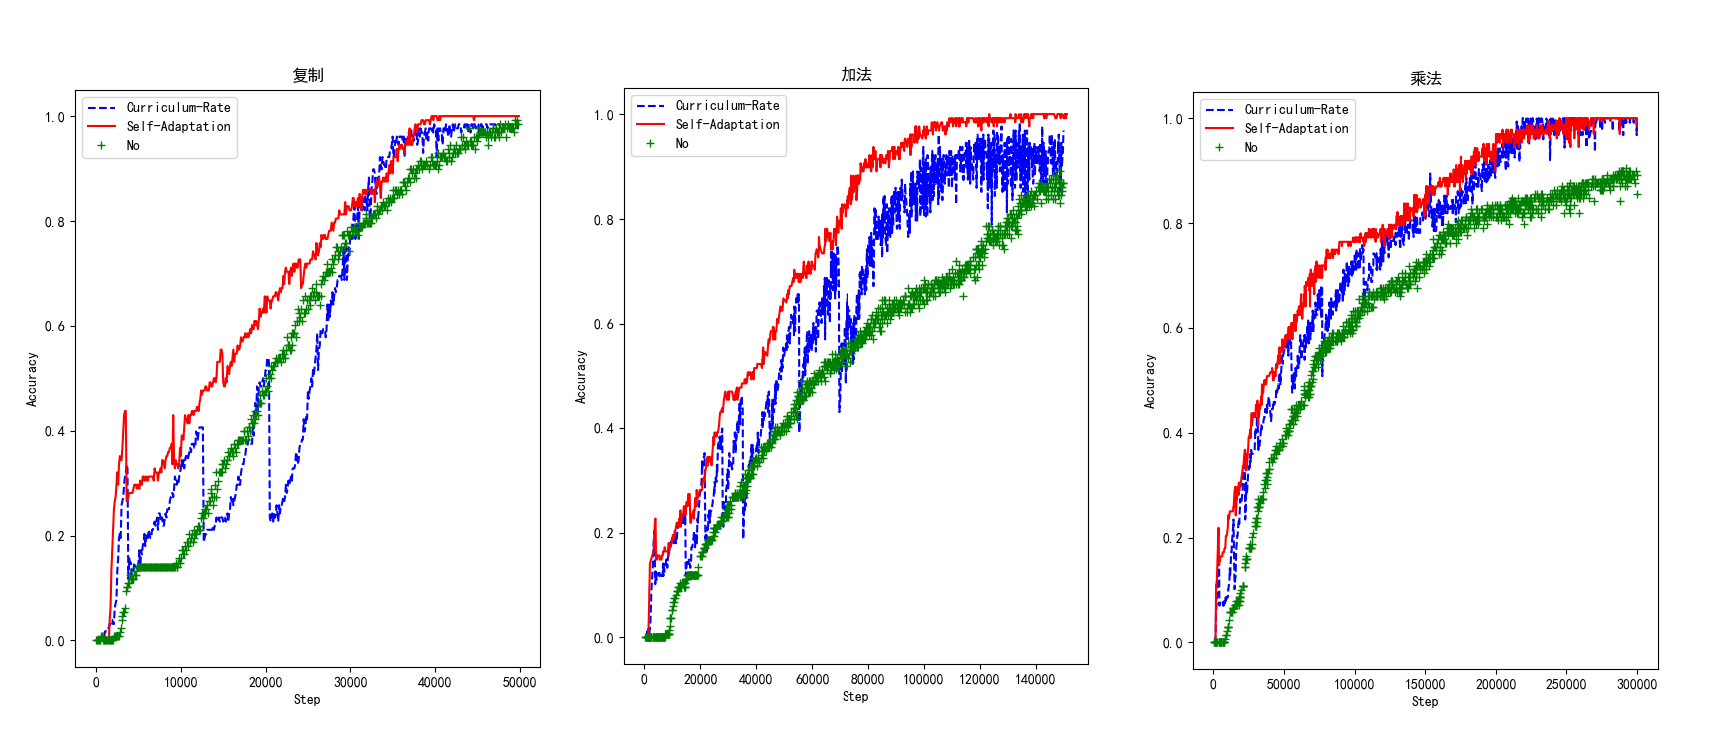 复制
Curriculum-Rate
Self-Adaptation
No
1.0
0.8
0.6
0.4
0.2
0.0
Accuracy
0
10000
20000
30000
40000
50000
Step
加法
Curriculum-Rate
Self-Adaptation
No
1.0
0.8
0.6
0.4
0.2
0.0
Accuracy
0
20000
40000
60000
80000
100000
120000
140000
Step
乘法
Curriculum-Rate
Self-Adaptation
No
1.0
0.8
0.6
0.4
0.2
0.0
Accuracy
0
50000
100000
150000
200000
250000
300000
Step